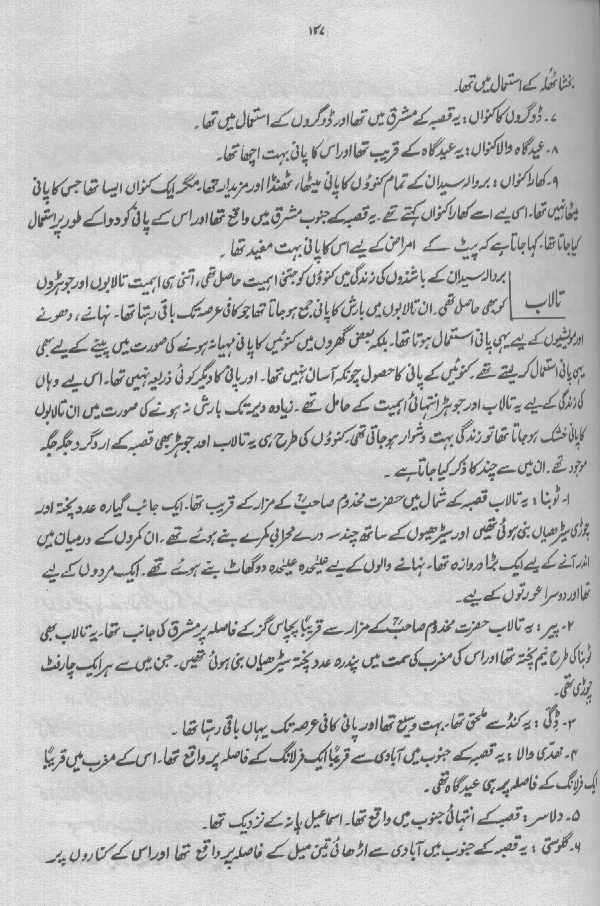 ۱۳۷
بخشا ٹھُلہ کے استعمال میں تھا۔
۷۔ ڈوگروں کا کنواں: یہ قصبہ کے مشرق میں تھا اور ڈوگروں کے استعمال میں تھا۔
۸۔ عیدگاہ والا کنواں: یہ عیدگاہ کے قریب تھا اور اس کا پانی بہت اچھا تھا۔
۹۔ کھارا کنواں: بروالہ سیدان کے تمام کنوؤں کا پانی میٹھا، ٹھنڈا اور مزیدار تھا۔ مگر ایک کنواں ایسا تھا جس کا پانی
میٹھا نہیں تھا۔ اسی لیے اسے کھارا کنواں کہتے تھے۔ یہ قصبہ کے جنوب مشرق میں واقع تھا اور اس کے پانی کو دوا کے طور پر استعمال
کیا جاتا تھا۔ کہا جاتا ہے کہ پیٹ کے امراض کے لیے اس کا پانی بہت مفید تھا۔
تالاب
بروالہ سیدان کے باشندوں کی زندگی میں کنوؤں کو جتنی اہمیت حاصل تھی، اتنی ہی اہمیت تالابوں اور جوہڑوں
کو بھی حاصل تھی۔ ان تالابوں میں بارش کا پانی جمع ہو جاتا تھا جو کافی عرصہ تک باقی رہتا تھا۔ نہانے، دھونے
اور مویشیوں کے لیے یہی پانی استعمال ہوتا تھا۔ بلکہ بعض گھروں میں کنوئیں کا پانی مہیا نہ ہونے کی صورت میں پینے کے لیے بھی
یہی پانی استعمال کر لیتے تھے۔ کنوئیں کے پانی کا حصول چونکہ آسان نہیں تھا۔ اور پانی کا دیگر کوئی ذریعہ نہیں تھا۔ اس لیے وہاں
کی زندگی کے لیے یہ تالاب اور جوہڑ انتہائی اہمیت کے حامل تھے۔ زیادہ دیر تک بارش نہ ہونے کی صورت میں ان تالابوں
کا پانی خشک ہو جاتا تھا تو زندگی بہت دشوار ہو جاتی تھی۔ کنوؤں کی طرح ہی یہ تالاب اور جوہڑ بھی قصبہ کے ارد گرد جگہ جگہ
موجود تھے۔ ان میں سے چند کا ذکر کیا جاتا ہے۔
۱۔ ٹوبنا: یہ تالاب قصبہ کے شمال میں حضرت مخدوم صاحبؒ کے مزار کے قریب تھا۔ ایک جانب گیارہ عدد پختہ اور
چوڑی سیڑھیاں بنی ہوئی تھیں اور سیڑھیوں کے ساتھ چند سہ درے محرابی کمرے بنے ہوئے تھے۔ ان کمروں کے درمیان میں
اندر آنے کے لیے ایک بڑا دروازہ تھا۔ نہانے والوں کے لیے علیٰحدہ علیٰحدہ دو گھاٹ بنے ہوئے تھے۔ ایک مردوں کے لیے
تھا اور دوسرا عورتوں کے لیے۔
۲۔ پیر: یہ تالاب حضرت مخدوم صاحبؒ کے مزار سے قریباً پچاس گز کے فاصلہ پر مشرق کی جانب تھا۔ یہ تالاب بھی
ٹوبنا کی طرح نیم پختہ تھا اور اس کی مغرب کی سمت میں پندرہ عدد پختہ سیڑھیاں بنی ہوئی تھیں۔ جن میں سے ہر ایک چار فٹ
چوڑی تھی۔
۳۔ ڈِگّی: یہ کنڈ سے ملحق تھا۔ بہت وسیع تھا اور پانی کافی عرصہ تک یہاں باقی رہتا تھا۔
۴۔ والا: یہ قصبہ کے جنوب میں آبادی سے قریباً ایک فرلانگ کے فاصلہ پر واقع تھا۔ اس کے مغرب میں قریباً
ایک فرلانگ کے فاصلہ پر ہی عیدگاہ تھی۔
۵۔ دلاسر: قصبہ کے انتہائی جنوب میں واقع تھا۔ اسماعیل پانہ کے نزدیک تھا۔
۶۔ گلوستی: یہ قصبہ کے جنوب میں آبادی سے اڑھائی تین میل کے فاصلہ پر واقع تھا اور اس کے کناروں پر